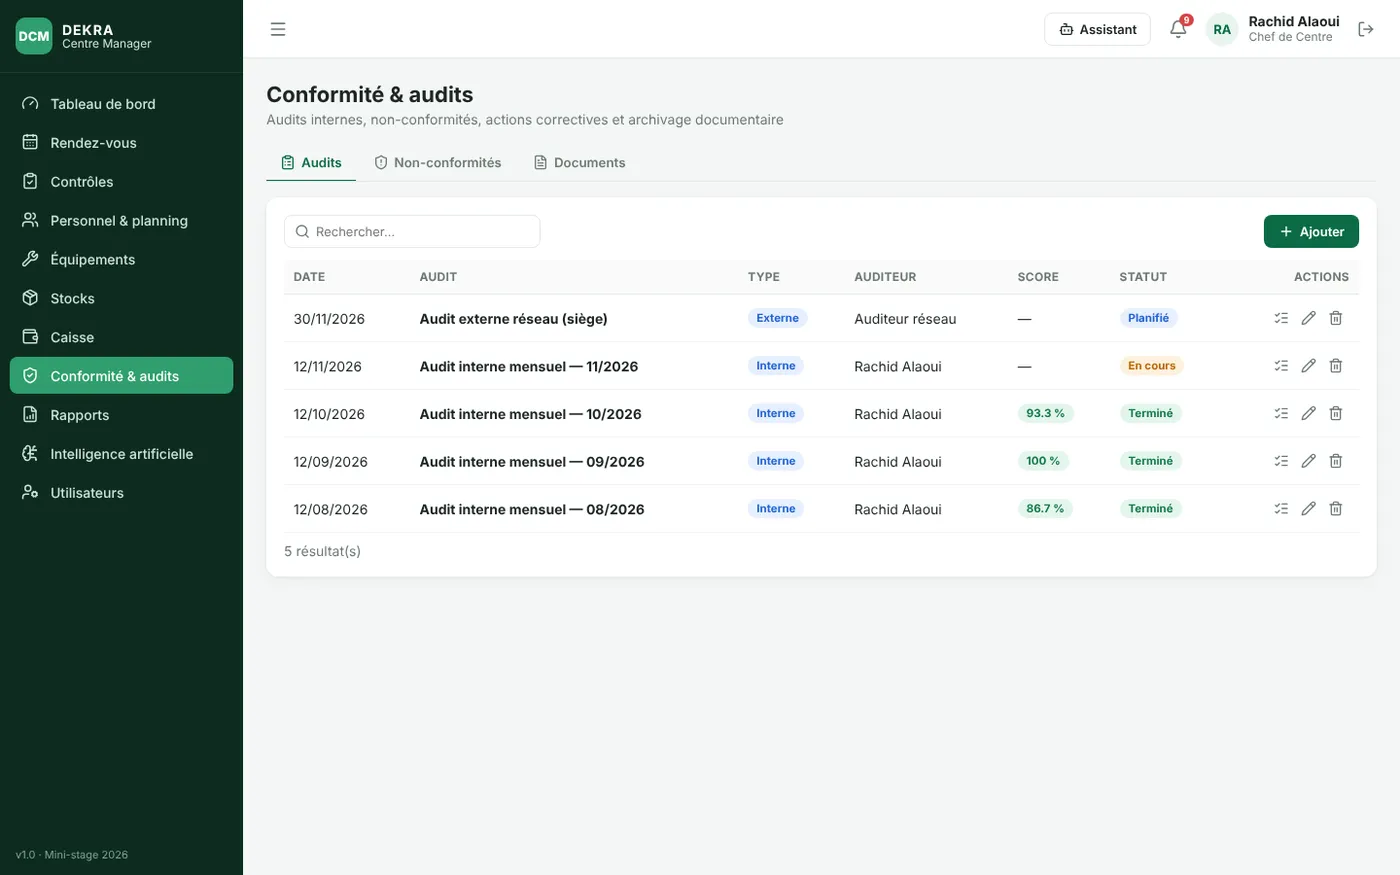 DCM
DEKRA
Centre Manager
Tableau de bord
Rendez-vous
Contrôles
Personnel & planning
Équipements
Stocks
Caisse
Conformité & audits
Rapports
Intelligence artificielle
Utilisateurs
v1.0 · Mini-stage 2026
Assistant
9
RA
Rachid Alaoui
Chef de Centre
Conformité & audits
Audits internes, non-conformités, actions correctives et archivage documentaire
Audits Non-conformités Documents
Rechercher...
Ajouter
DATE AUDIT TYPE AUDITEUR SCORE STATUT ACTIONS
30/11/2026 Audit externe réseau (siège) Externe Auditeur réseau — Planifié
12/11/2026 Audit interne mensuel — 11/2026 Interne Rachid Alaoui — En cours
12/10/2026 Audit interne mensuel — 10/2026 Interne Rachid Alaoui 93.3 % Terminé
12/09/2026 Audit interne mensuel — 09/2026 Interne Rachid Alaoui 100 % Terminé
12/08/2026 Audit interne mensuel — 08/2026 Interne Rachid Alaoui 86.7 % Terminé
5 résultat(s)